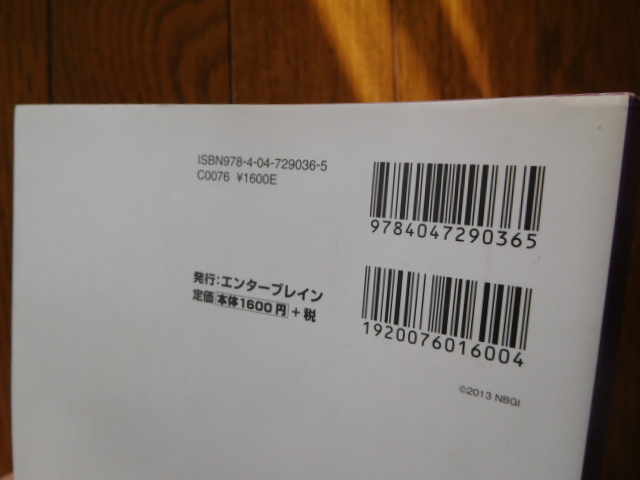 ISBN978-4-04-729036-5
C0076 ¥1600E
9784047290365
発行:エンターブレイン
定価 本体1600円 +税
1920076016004
©2013 NBGI